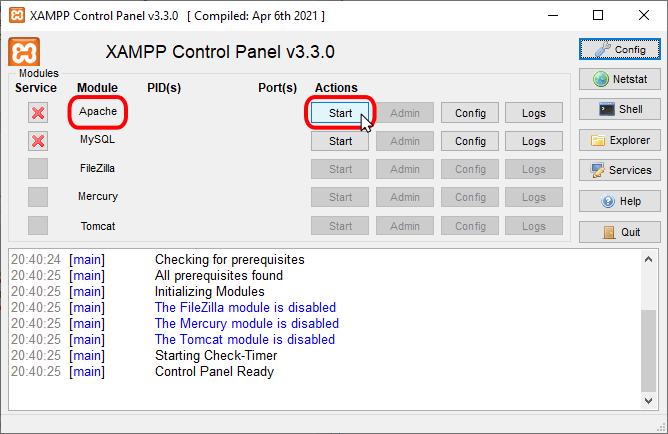 XAMPP Control Panel v3.3.0 [ Compiled: Apr 6th 2021 ]
XAMPP Control Panel v3.3.0
Config
Modules
Service Module PID(s) Port(s) Actions
Netstat
Apache Start Admin Config Logs
Shell
MySQL Start Admin Config Logs
Explorer
FileZilla Start Admin Config Logs
Services
Mercury Start Admin Config Logs
Help
Tomcat Start Admin Config Logs
Quit
20:40:24 [main] Checking for prerequisites
20:40:25 [main] All prerequisites found
20:40:25 [main] Initializing Modules
20:40:25 [main] The FileZilla module is disabled
20:40:25 [main] The Mercury module is disabled
20:40:25 [main] The Tomcat module is disabled
20:40:25 [main] Starting Check-Timer
20:40:25 [main] Control Panel Ready